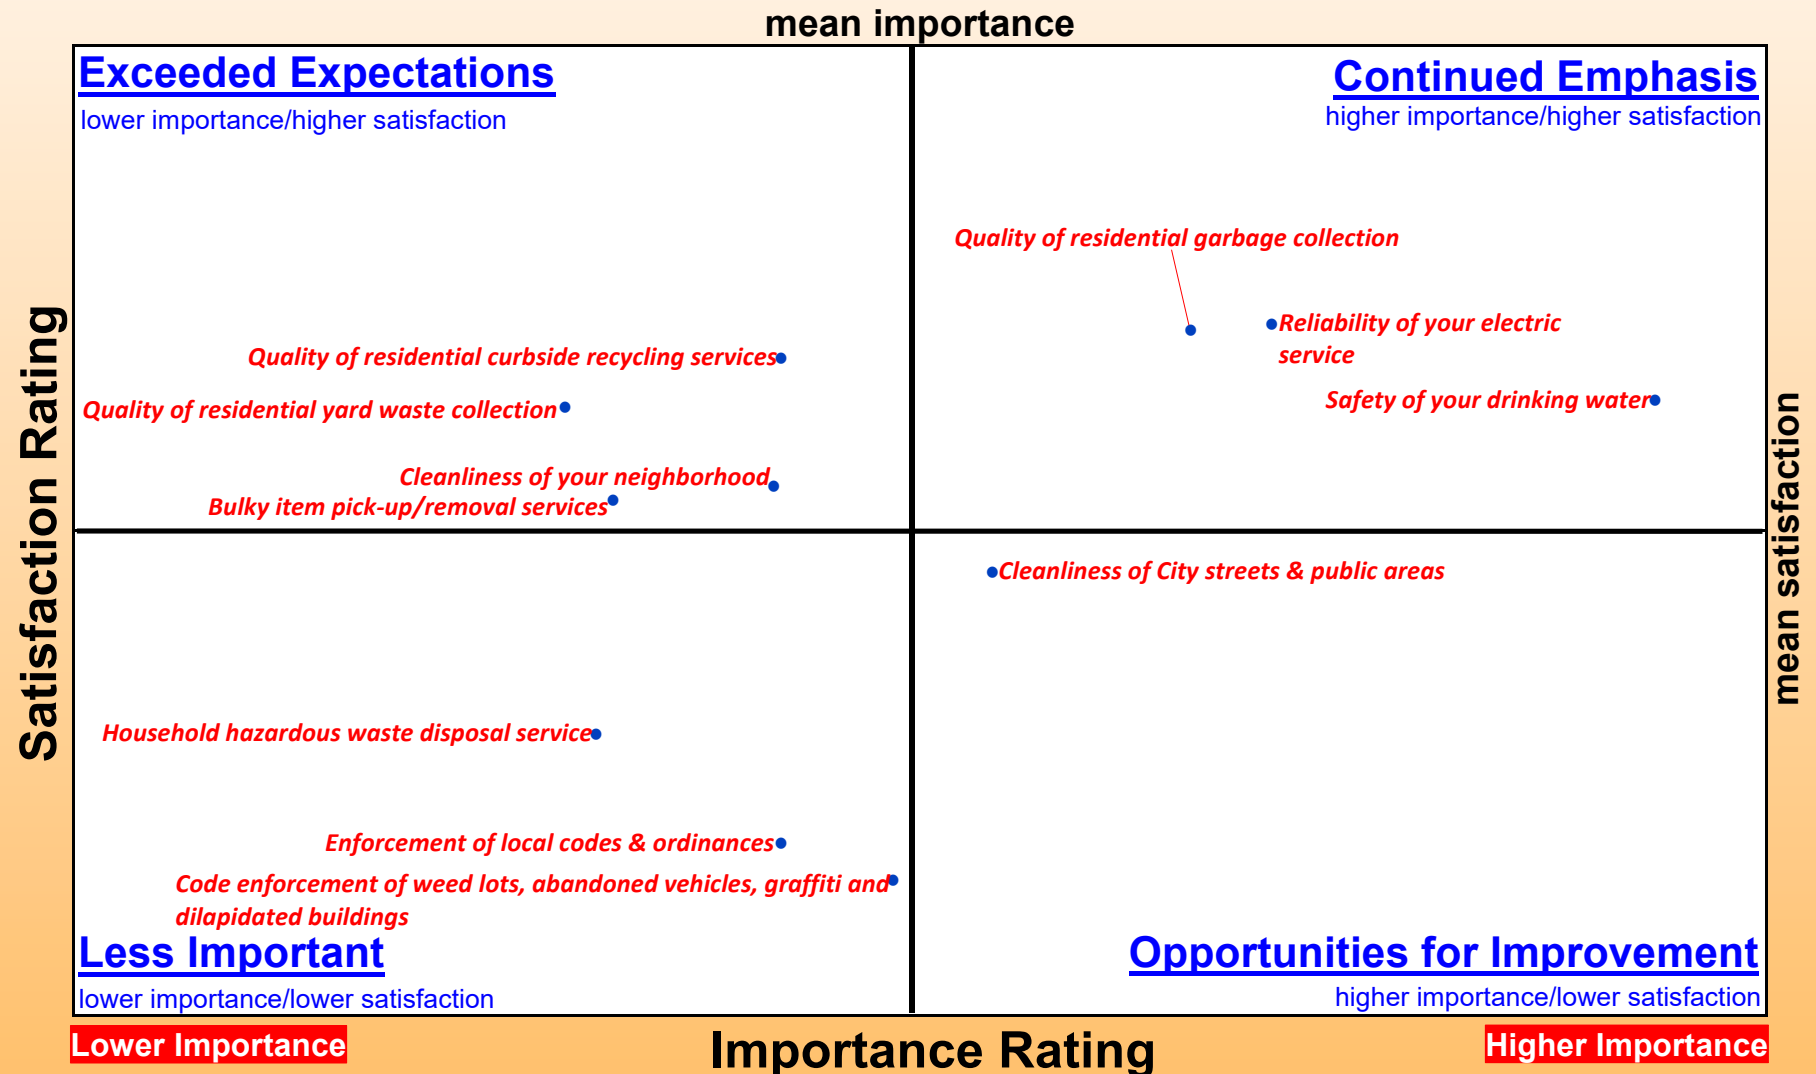 mean importance
Exceeded Expectations
lower importance/higher satisfaction
Continued Emphasis
higher importance/higher satisfaction
Quality of residential garbage collection
Reliability of your electric
service
Quality of residential curbside recycling services
Safety of your drinking water
Quality of residential yard waste collection
Cleanliness of your neighborhood
Bulky item pick-up/removal services
Satisfaction Rating
mean satisfaction
Cleanliness of City streets & public areas
Household hazardous waste disposal service
Enforcement of local codes & ordinances
Code enforcement of weed lots, abandoned vehicles, graffiti and
dilapidated buildings
Less Important
lower importance/lower satisfaction
Opportunities for Improvement
higher importance/lower satisfaction
Lower Importance
Importance Rating
Higher Importance